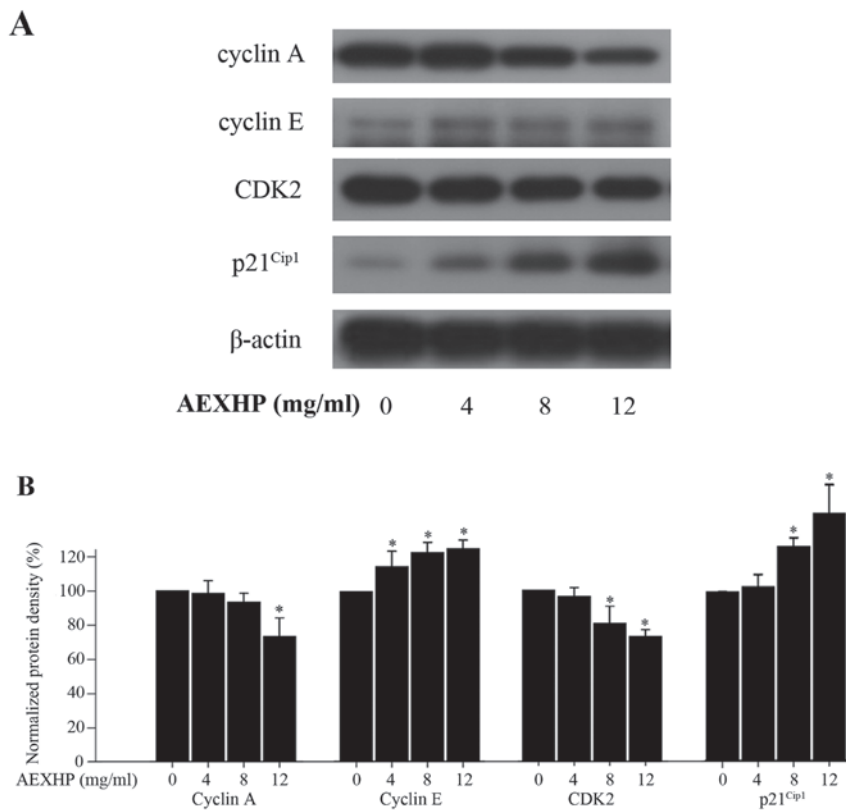 A
cyclin A
cyclin E
CDK2
p21Cip1
β-actin
AEXHP (mg/ml) 0 4 8 12
B
Normalized protein density (%)
120
100
80
60
40
20
0
* * * * * * * *
AEXHP (mg/ml) 0 4 8 12 0 4 8 12 0 4 8 12 0 4 8 12
Cyclin A Cyclin E CDK2 p21Cip1